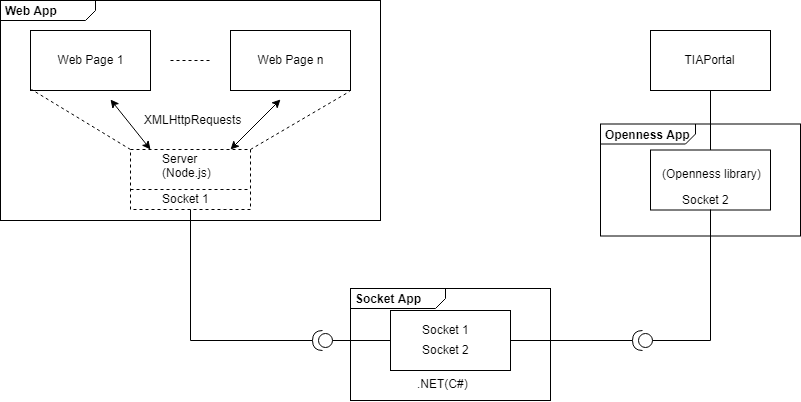 Web App
Web Page 1
Web Page n
XMLHttpRequests
Server
(Node.js)
Socket 1
TIAPortal
Openness App
(Openness library)
Socket 2
Socket App
Socket 1
Socket 2
.NET(C#)